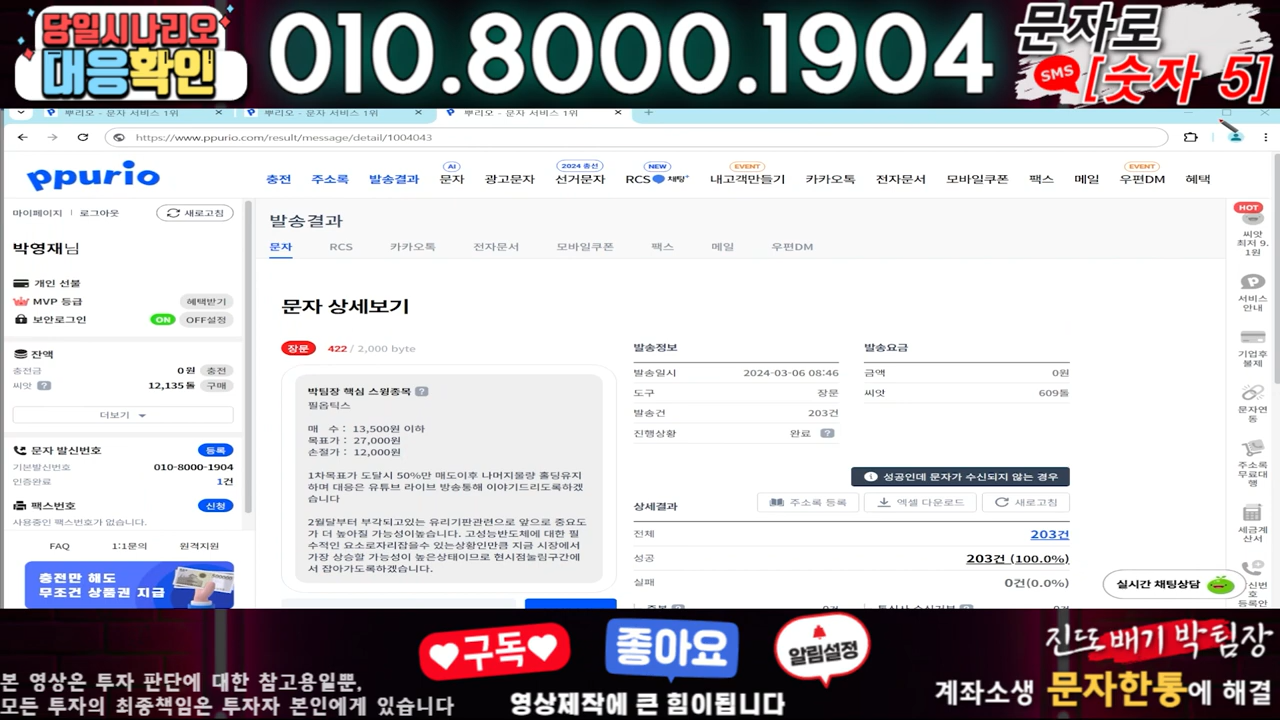 당일시나리오
대응확인
010.8000.1904
문자로
SMS
[숫자 5]
뿌리오 - 문자 서비스 1위
뿌리오 - 문자 서비스 1위
뿌리오 - 문자 서비스 1위
https://www.ppurio.com/result/message/detail/1004043
ppurio
충전
주소록
발송결과
AI
문자
광고문자
2024 총선
선거문자
NEW
RCS 채팅+
EVENT
내고객만들기
카카오톡
전자문서
모바일쿠폰
팩스
메일
EVENT
우편DM
혜택
마이페이지 | 로그아웃
새로고침
박영재님
개인 선불
MVP 등급
혜택받기
보안로그인
ON
OFF설정
잔액
충전금 0원 충전
씨앗 ? 12,135톨 구매
더보기
문자 발신번호 등록
기본발신번호 010-8000-1904
인증완료 1건
팩스번호 신청
사용중인 팩스번호가 없습니다.
FAQ 1:1문의 원격지원
충전만 해도
무조건 상품권 지급
발송결과
문자 RCS 카카오톡 전자문서 모바일쿠폰 팩스 메일 우편DM
문자 상세보기
장문 422 / 2,000 byte
박팀장 핵심 스윙종목 ?
필옵틱스
매 수 : 13,500원 이하
목표가 : 27,000원
손절가 : 12,000원
1차목표가 도달시 50%만 매도이후 나머지물량 홀딩유지
하며 대응은 유튜브 라이브 방송통해 이야기드리도록하겠
습니다
2월달부터 부각되고있는 유리기판관련으로 앞으로 중요도
가 더 높아질 가능성이높습니다. 고성능반도체에 대한 필
수적인 요소로자리잡을수 있는상황인만큼 지금 시장에서
가장 상승할 가능성이 높은상태이므로 현시점눌림구간에
서 잡아가도록하겠습니다.
발송정보
발송일시 2024-03-06 08:46
도구 장문
발송건 203건
진행상황 완료 ?
발송요금
금액 0원
씨앗 609톨
성공인데 문자가 수신되지 않는 경우
상세결과
주소록 등록
엑셀 다운로드
새로고침
전체 203건
성공 203건 (100.0%)
실패 0건(0.0%)
HOT
씨앗
최저 9.
1원
서비스
안내
기업후
불제
문자연
동
주소록
무료대
행
세금계
산서
발신번
호
등록안
실시간 채팅상담
본 영상은 투자 판단에 대한 참고용일뿐,
모든 투자의 최종책임은 투자자 본인에게 있습니다
구독
좋아요
알림설정
영상제작에 큰 힘이됩니다
진또배기 박팀장
계좌소생 문자한통에 해결